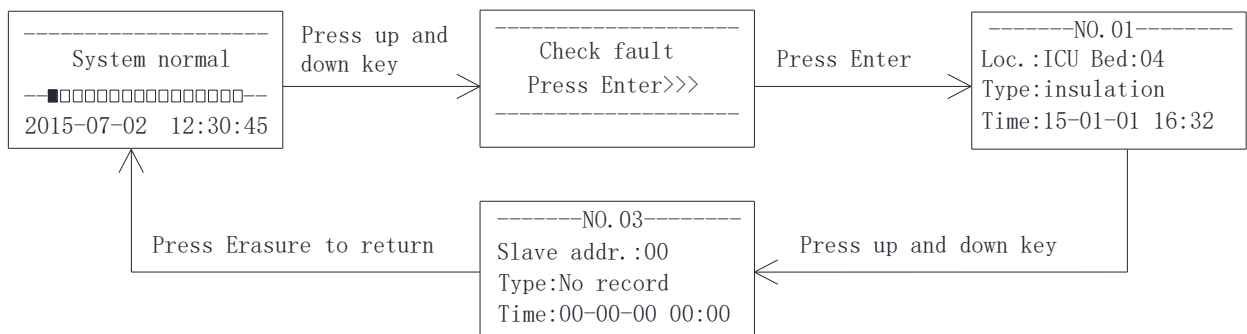 System normal
2015-07-02 12:30:45
Press up and
down key
Check fault
Press Enter>>>
Press Enter
NO.01
Loc.:ICU Bed:04
Type:insulation
Time:15-01-01 16:32
Press up and down key
NO.03
Slave addr.:00
Type:No record
Time:00-00-00 00:00
Press Erasure to return